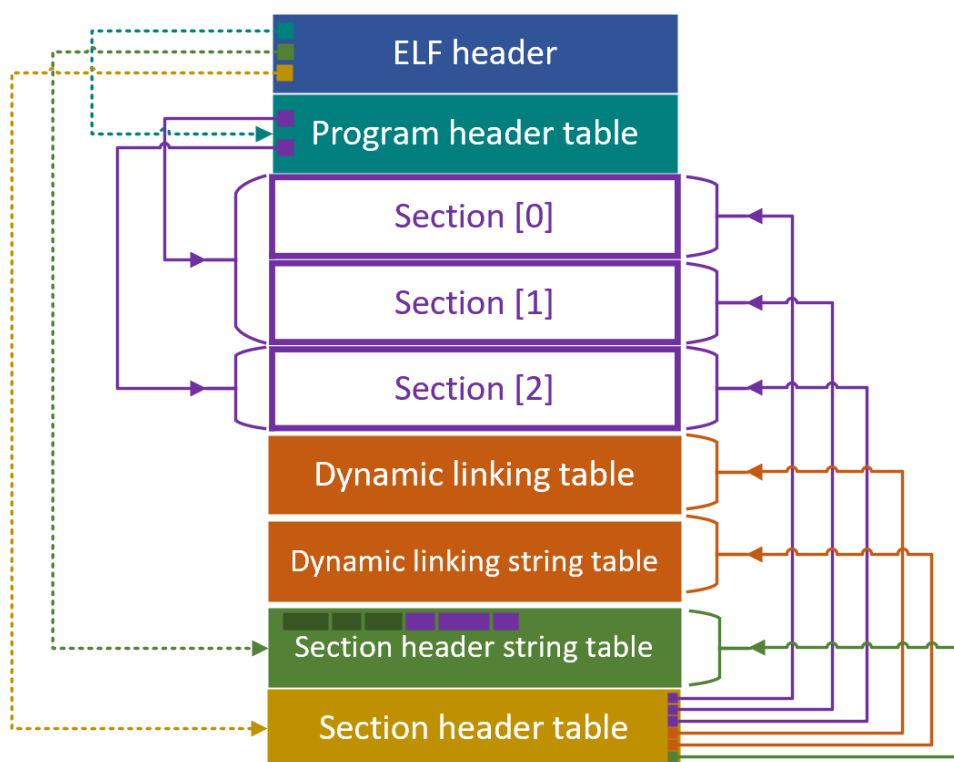 ELF header
Program header table
Section [0]
Section [1]
Section [2]
Dynamic linking table
Dynamic linking string table
Section header string table
Section header table